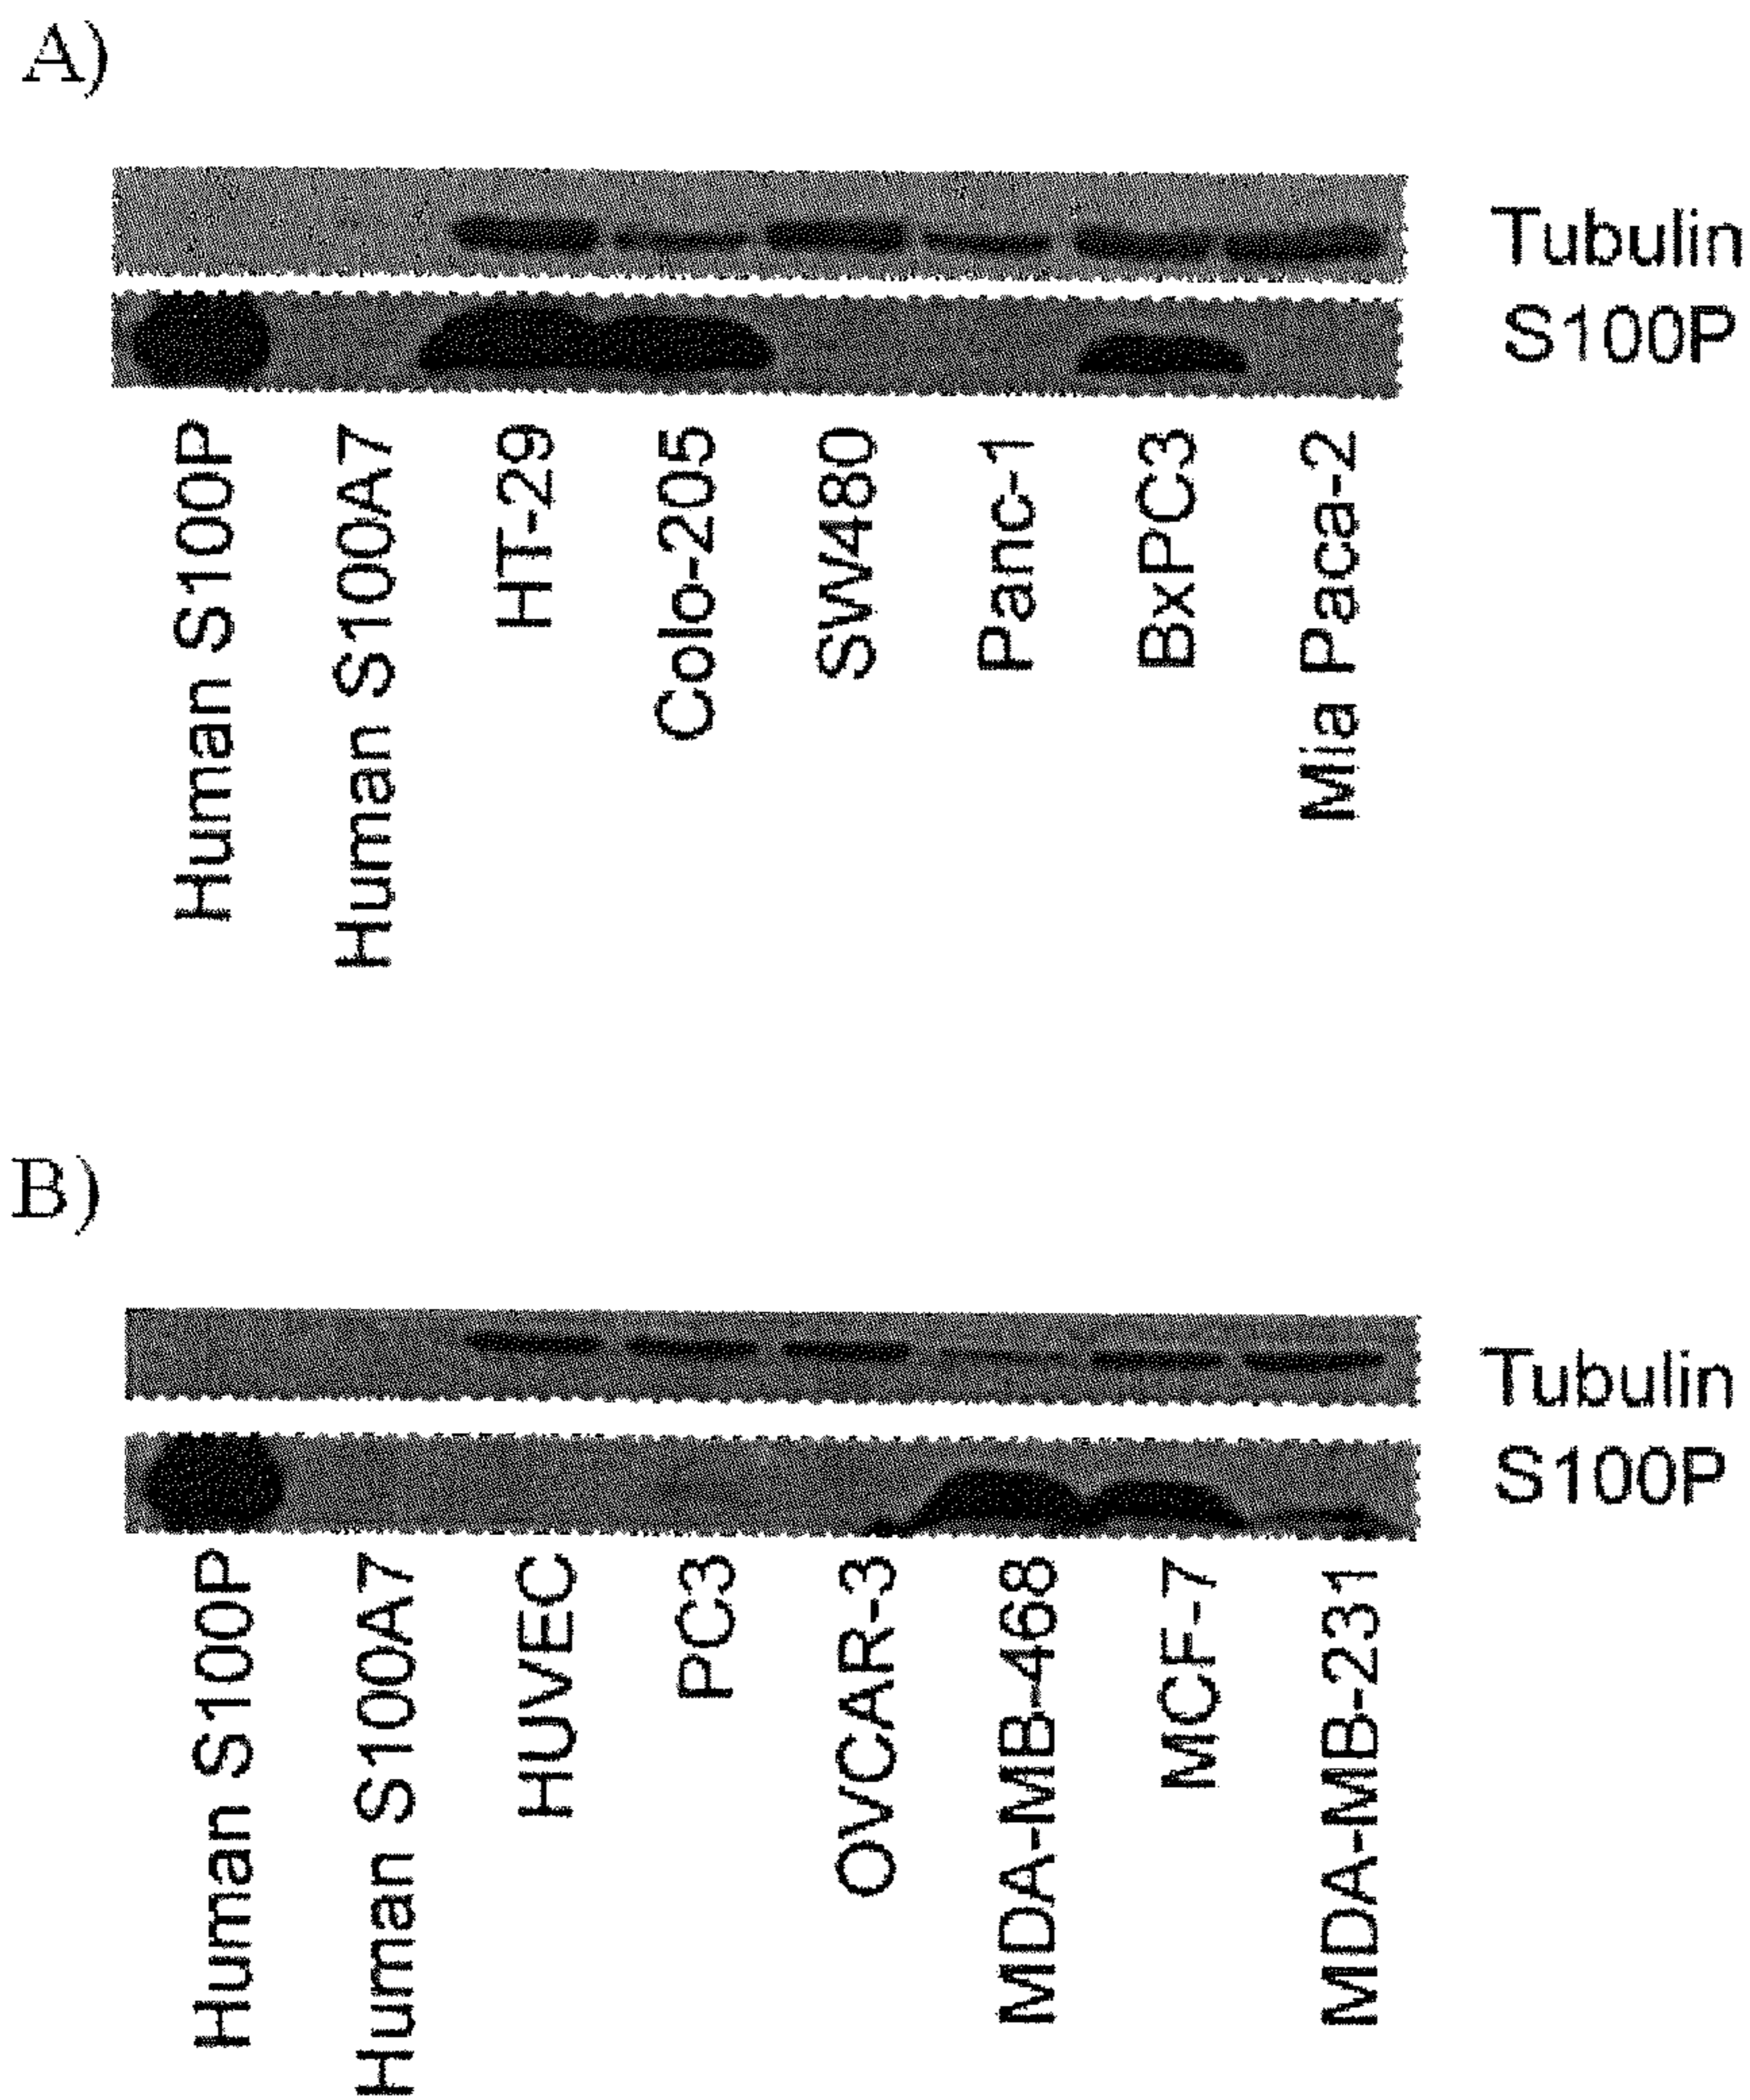 A)
Tubulin
S100P
Human S100P
Human S100A7
HT-29
Colo-205
SW480
Panc-1
BxPC3
Mia Paca-2
B)
Tubulin
S100P
Human S100P
Human S100A7
HUVEC
PC3
OVCAR-3
MDA-MB-468
MCF-7
MDA-MB-231